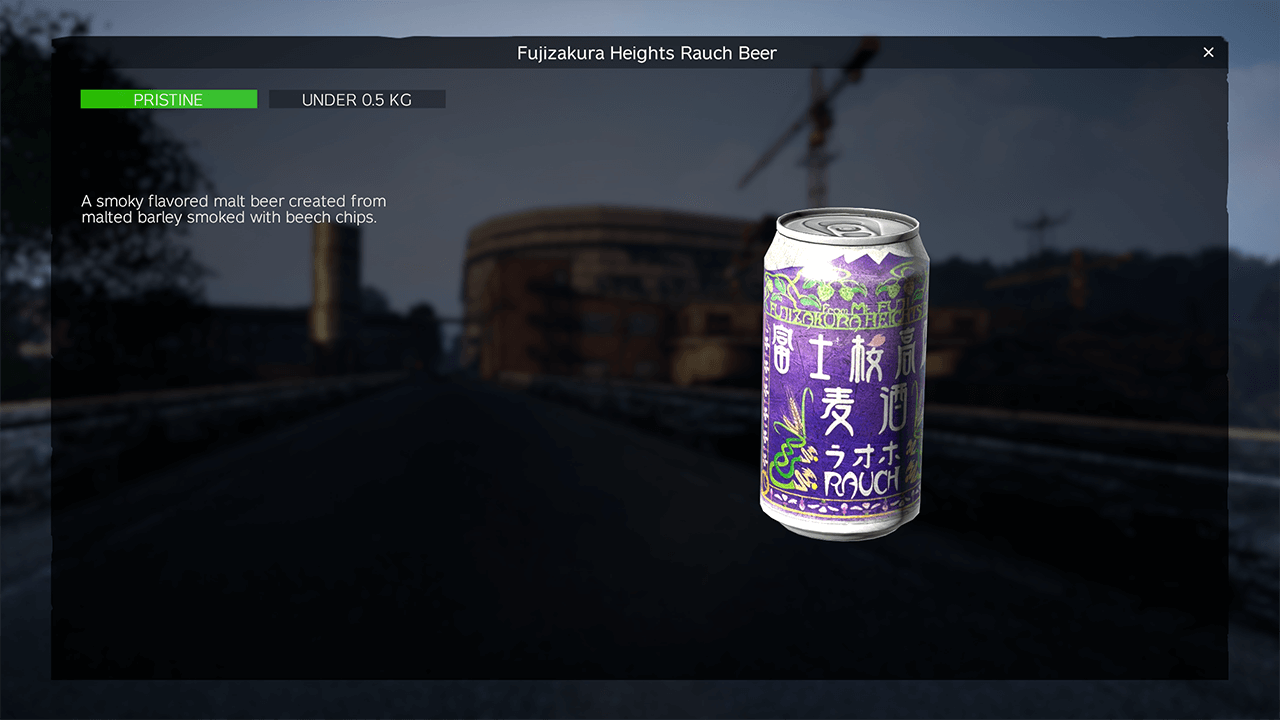 Fujizakura Heights Rauch Beer
×
PRISTINE
UNDER 0.5 KG
A smoky flavored malt beer created from
malted barley smoked with beech chips.
FROM Mt. FUJI
FUJIZAKURA HEIGHTS
富士桜高
麦酒
ラオホ
RAUCH